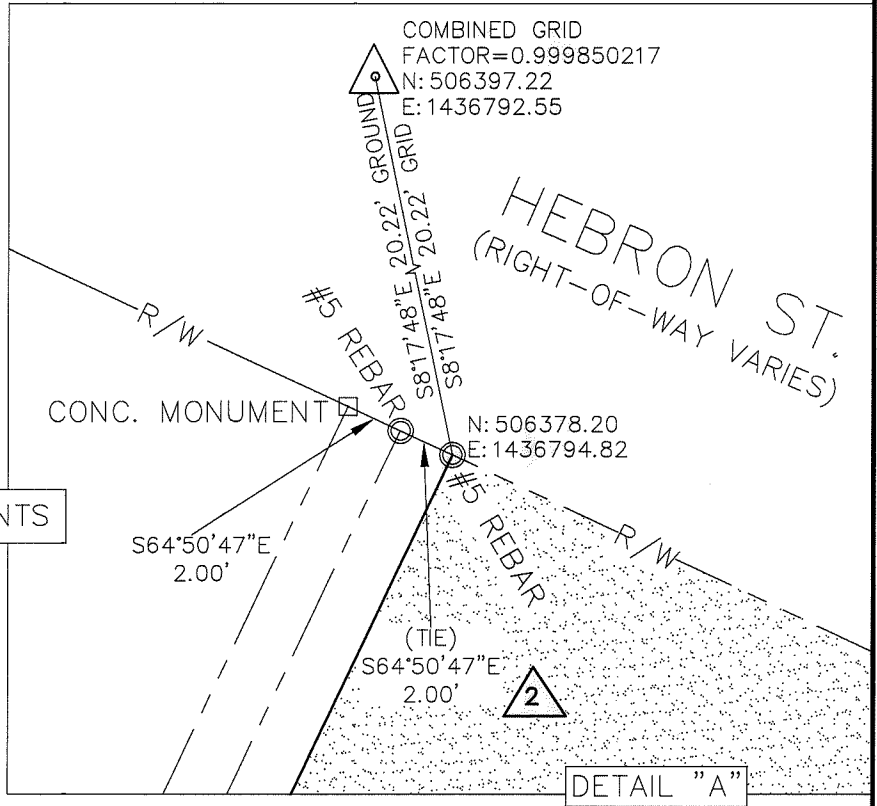 COMBINED GRID
FACTOR=0.999850217
N: 506397.22
E: 1436792.55
S8°17'48"E 20.22' GROUND
S8°17'48"E 20.22' GRID
HEBRON ST.
(RIGHT-OF-WAY VARIES)
R/W
#5 REBAR
CONC. MONUMENT
N: 506378.20
E: 1436794.82
#5 REBAR
NTS
S64°50'47"E
2.00'
R/W
(TIE)
S64°50'47"E
2.00'
2
DETAIL "A"